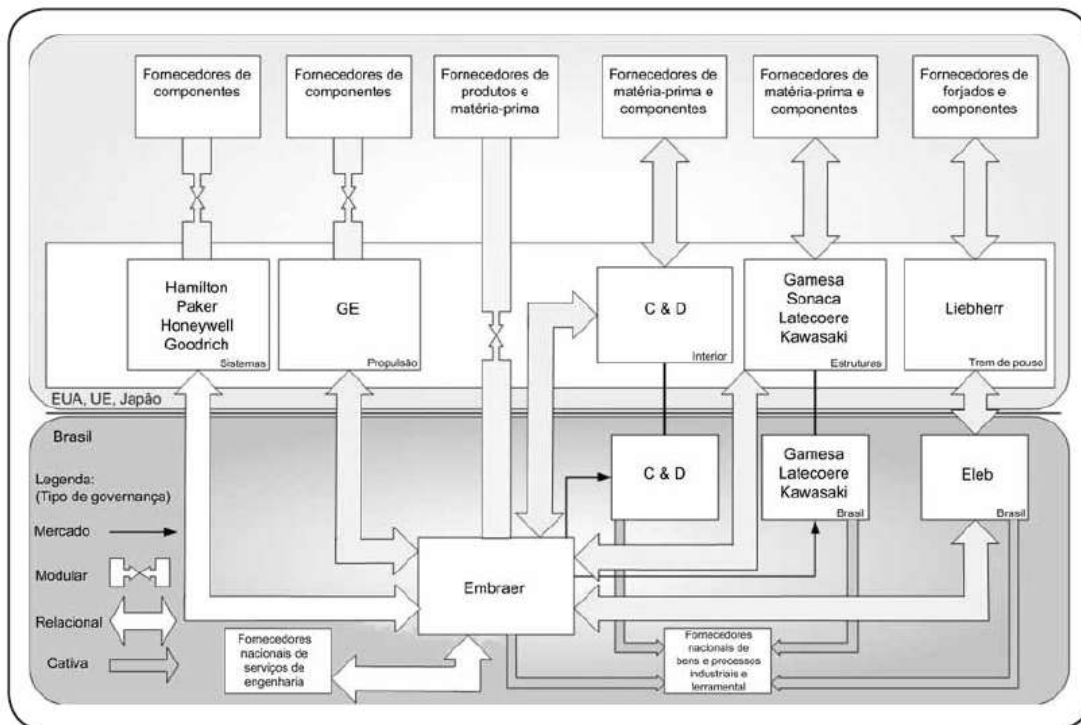 Fornecedores de
componentes
Fornecedores de
componentes
Fornecedores de
produtos e
matéria-prima
Fornecedores de
matéria-prima e
componentes
Fornecedores de
matéria-prima e
componentes
Fornecedores de
forjados e
componentes
Hamilton
Paker
Honeywell
Goodrich
Sistemas
GE
Propulsão
C & D
Interior
Gamesa
Sonaca
Latecoere
Kawasaki
Estruturas
Liebherr
Trem de pouso
EUA, UE, Japão
Brasil
Legenda:
(Tipo de governança)
Mercado
Modular
Relacional
Cativa
C & D
Gamesa
Latecoere
Kawasaki
Brasil
Eleb
Brasil
Embraer
Fornecedores
nacionais de
serviços de
engenharia
Fornecedores
nacionais de
bens e processos
industriais e
ferramental